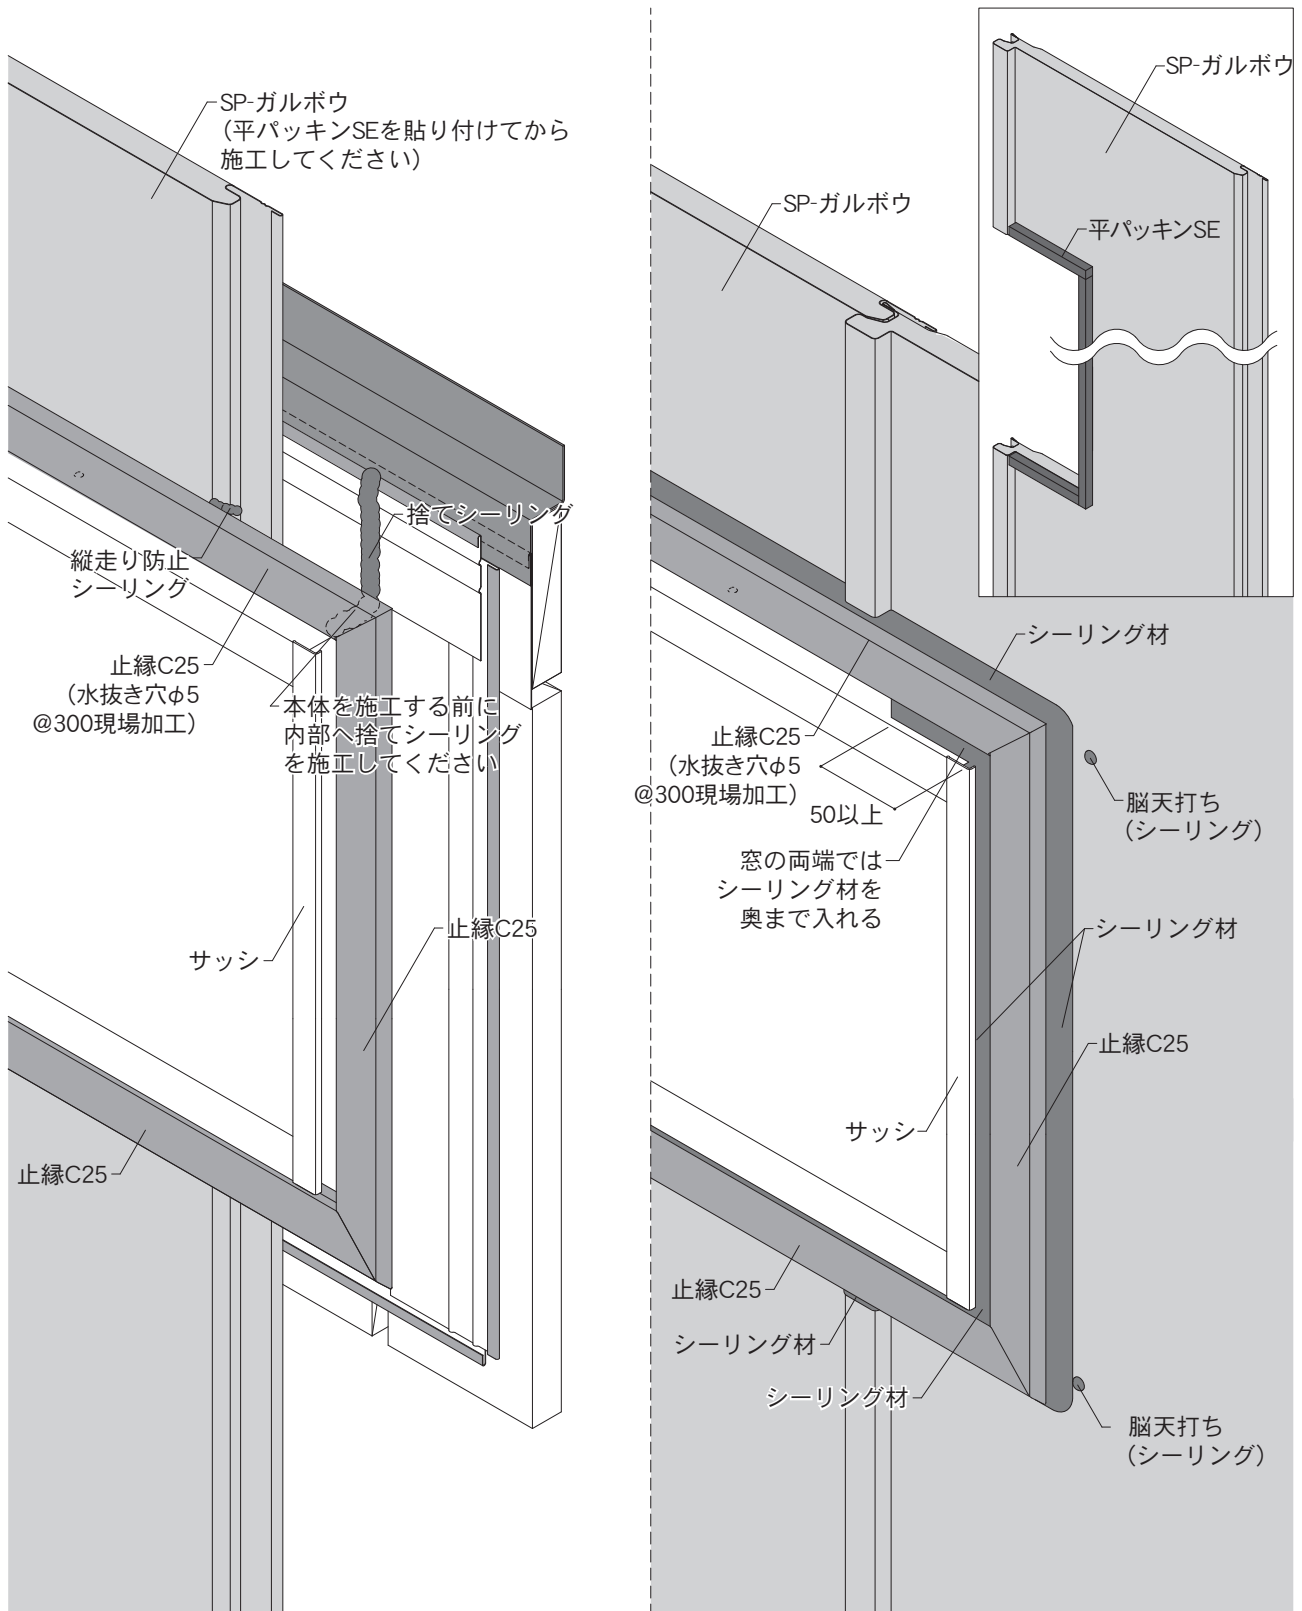 SP-ガルボウ
（平パッキンSEを貼り付けてから
施工してください）
捨てシーリング
縦走り防止
シーリング
止縁C25
（水抜き穴φ5
@300現場加工）
本体を施工する前に
内部へ捨てシーリング
を施工してください
止縁C25
サッシ
止縁C25
SP-ガルボウ
SP-ガルボウ
平パッキンSE
シーリング材
止縁C25
（水抜き穴φ5
@300現場加工）
50以上
脳天打ち
（シーリング）
窓の両端では
シーリング材を
奥まで入れる
シーリング材
止縁C25
サッシ
止縁C25
シーリング材
シーリング材
脳天打ち
（シーリング）